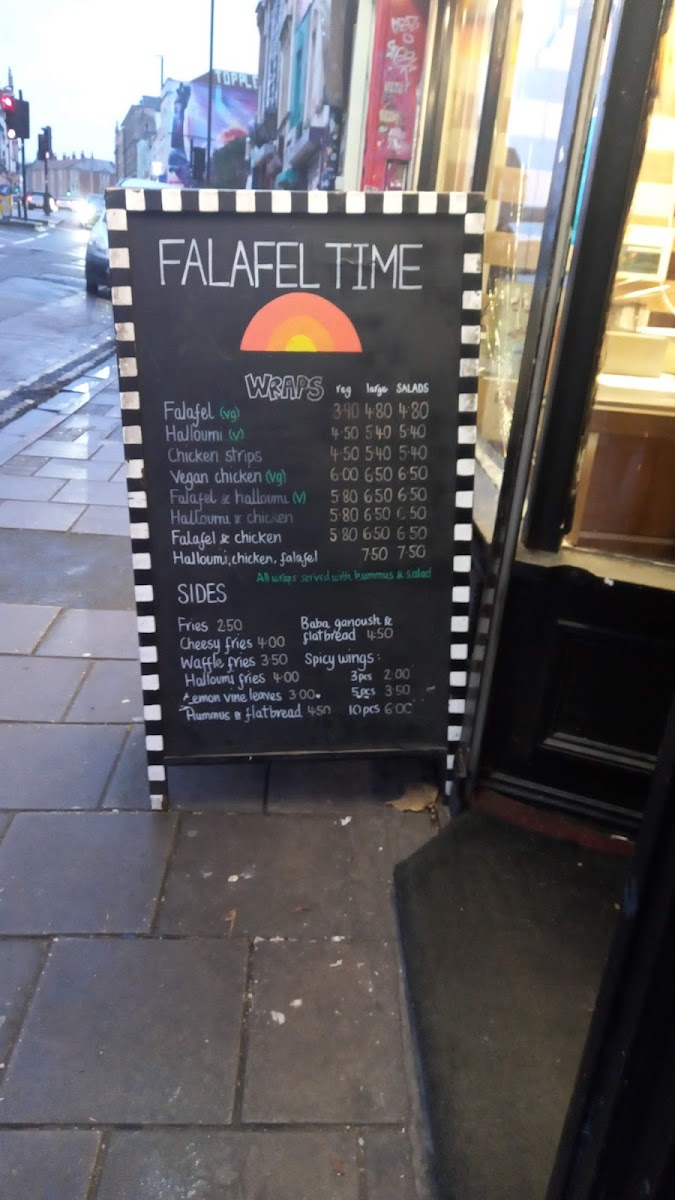 TOPPLE
FALAFEL TIME
WRAPS reg large SALADS
Falafel (vg) 3·90 4·80 4·80
Halloumi (v) 4·50 5·40 5·40
Chicken strips 4·50 5·40 5·40
Vegan chicken (vg) 6·00 6·50 6·50
Falafel & halloumi (v) 5·80 6·50 6·50
Halloumi & chicken 5·80 6·50 6·50
Falafel & chicken 5·80 6·50 6·50
Halloumi, chicken, falafel 7·50 7·50
All wraps served with hummus & salad
SIDES
Fries 2·50
Cheesy fries 4·00
Waffle fries 3·50
Halloumi fries 4·00
Lemon vine leaves 3·00
Hummus & flatbread 4·50
Baba ganoush &
flatbread 4·50
Spicy wings:
3pcs 2·00
5pcs 3·50
10pcs 6·00